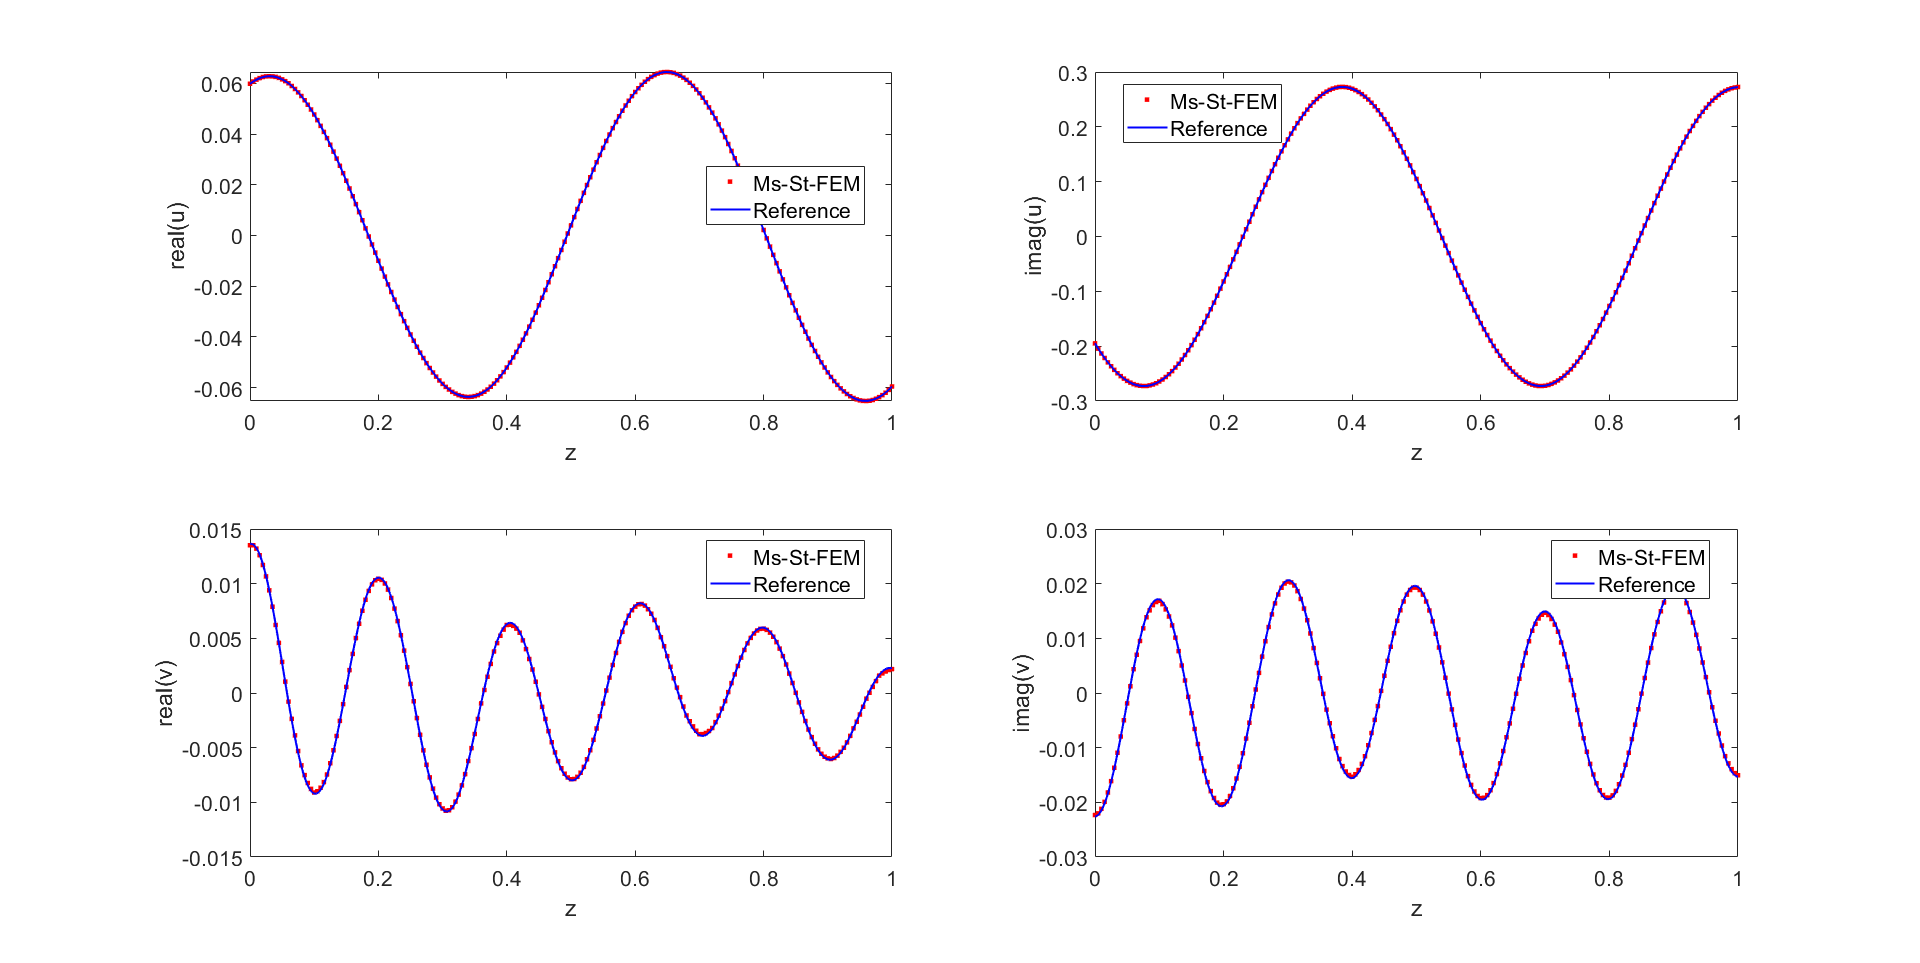 0.06
0.04
0.02
0
-0.02
-0.04
-0.06
real(u)
Ms-St-FEM
Reference
0 0.2 0.4 0.6 0.8 1
z
0.3
0.2
0.1
0
-0.1
-0.2
-0.3
imag(u)
Ms-St-FEM
Reference
0 0.2 0.4 0.6 0.8 1
z
0.015
0.01
0.005
0
-0.005
-0.01
-0.015
real(v)
Ms-St-FEM
Reference
0 0.2 0.4 0.6 0.8 1
z
0.03
0.02
0.01
0
-0.01
-0.02
-0.03
imag(v)
Ms-St-FEM
Reference
0 0.2 0.4 0.6 0.8 1
z